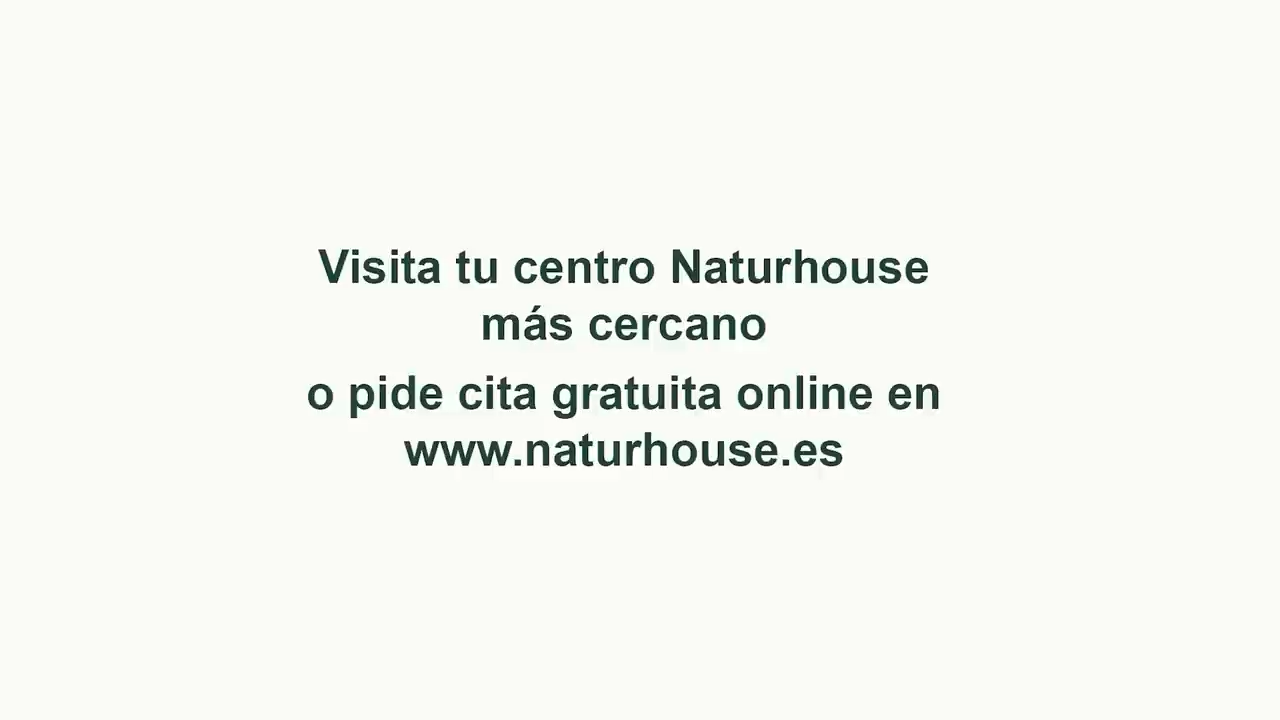 Visita tu centro Naturhouse
más cercano
o pide cita gratuita online en
www.naturhouse.es